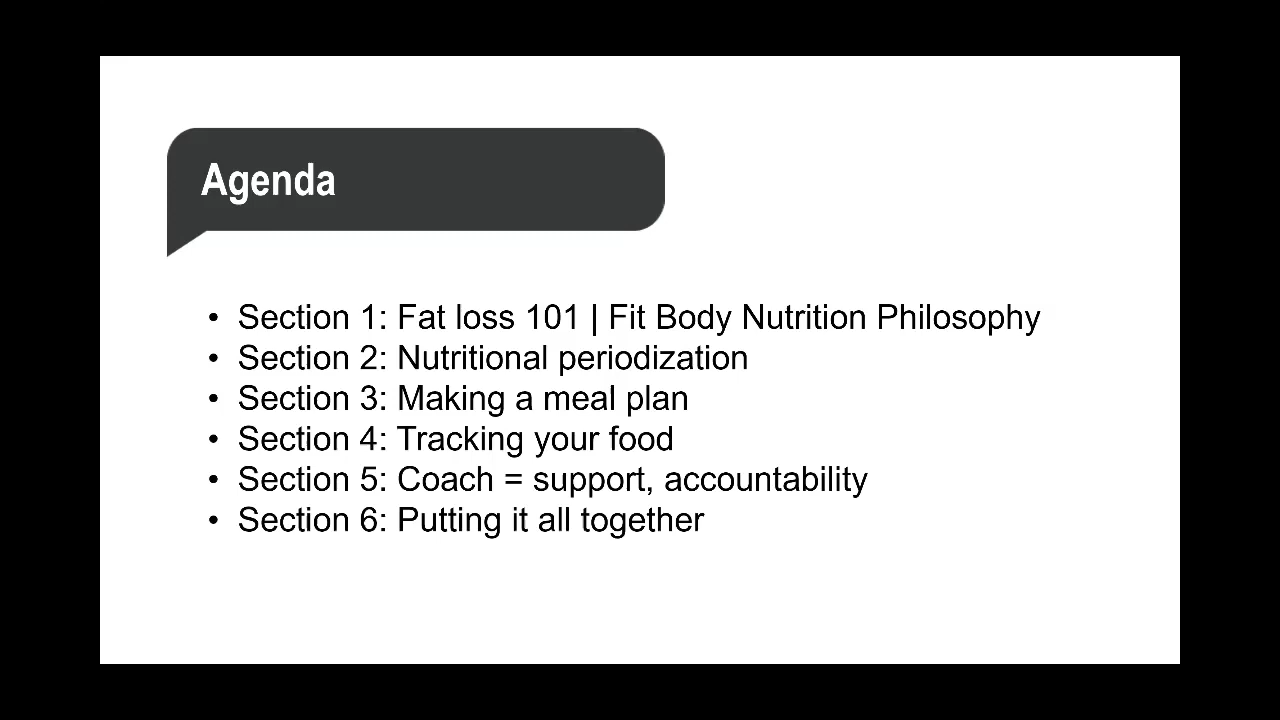 Agenda
• Section 1: Fat loss 101 | Fit Body Nutrition Philosophy
• Section 2: Nutritional periodization
• Section 3: Making a meal plan
• Section 4: Tracking your food
• Section 5: Coach = support, accountability
• Section 6: Putting it all together